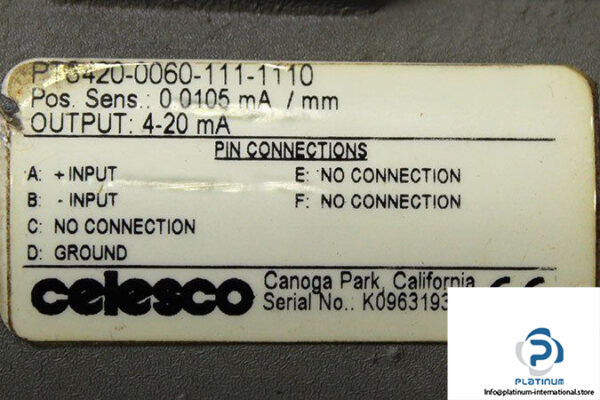 PT8420-0060-111-1110
Pos. Sens.: 0.0105 mA / mm
OUTPUT: 4-20 mA
PIN CONNECTIONS
A: + INPUT
B: - INPUT
C: NO CONNECTION
D: GROUND
E: NO CONNECTION
F: NO CONNECTION
celesco
Canoga Park, California
Serial No.: K0963193
CE
PLATINUM
Info@platinum-international.store